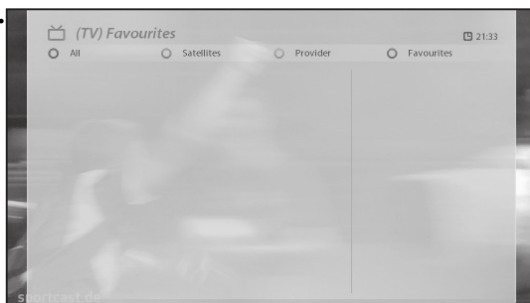 (TV) Favourites
21:33
All Satellites Provider Favourites
sportcast.de